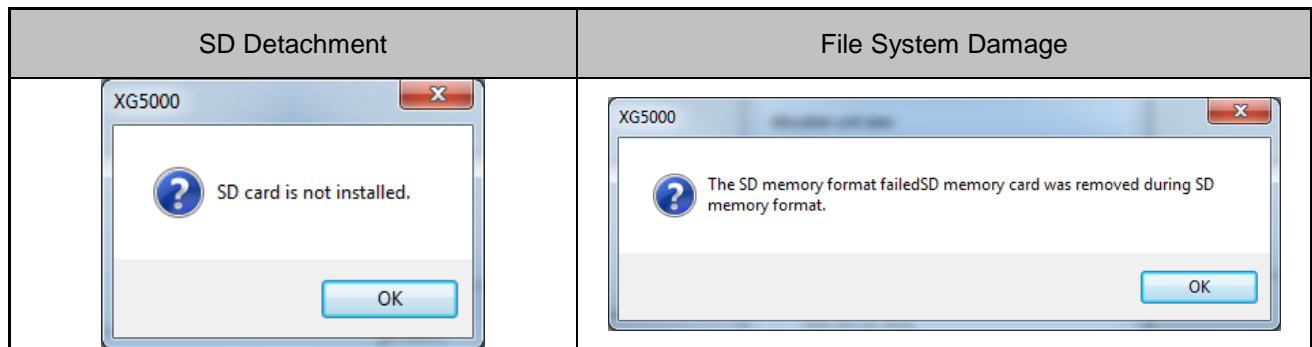 SD Detachment
File System Damage
XG5000
SD card is not installed.
OK
XG5000
The SD memory format failedSD memory card was removed during SD
memory format.
OK